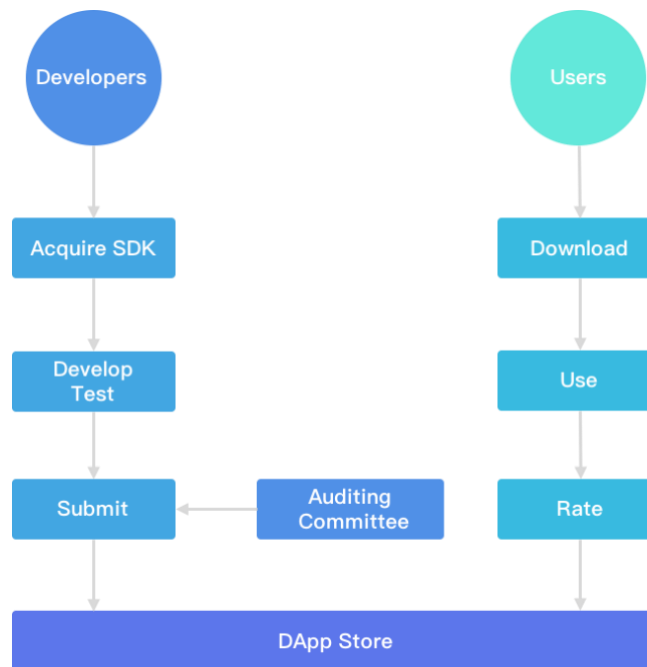 Developers
Users
Acquire SDK
Download
Develop
Test
Use
Submit
Auditing
Committee
Rate
DApp Store